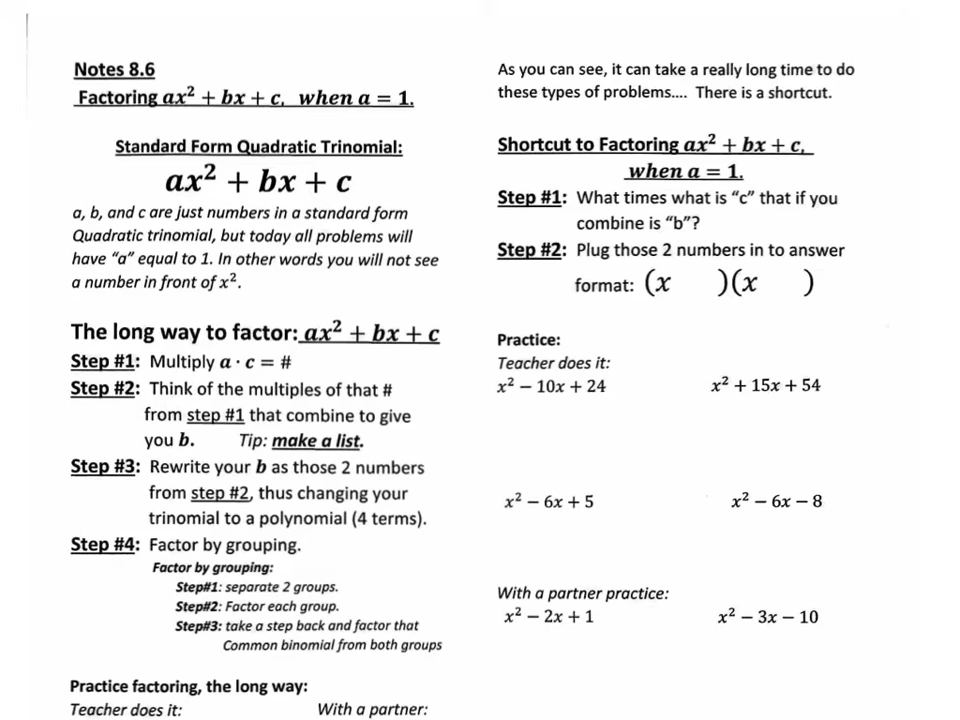 Notes 8.6
Factoring ax² + bx + c, when a = 1.
Standard Form Quadratic Trinomial:
ax² + bx + c
a, b, and c are just numbers in a standard form
Quadratic trinomial, but today all problems will
have "a" equal to 1. In other words you will not see
a number in front of x².
The long way to factor: ax² + bx + c
Step #1: Multiply a · c = #
Step #2: Think of the multiples of that #
from step #1 that combine to give
you b. Tip: make a list.
Step #3: Rewrite your b as those 2 numbers
from step #2, thus changing your
trinomial to a polynomial (4 terms).
Step #4: Factor by grouping.
Factor by grouping:
Step#1: separate 2 groups.
Step#2: Factor each group.
Step#3: take a step back and factor that
Common binomial from both groups
Practice factoring, the long way:
Teacher does it: With a partner:
As you can see, it can take a really long time to do
these types of problems.... There is a shortcut.
Shortcut to Factoring ax² + bx + c,
when a = 1.
Step #1: What times what is "c" that if you
combine is "b"?
Step #2: Plug those 2 numbers in to answer
format: (x )(x )
Practice:
Teacher does it:
x² − 10x + 24 x² + 15x + 54
x² − 6x + 5 x² − 6x − 8
With a partner practice:
x² − 2x + 1 x² − 3x − 10